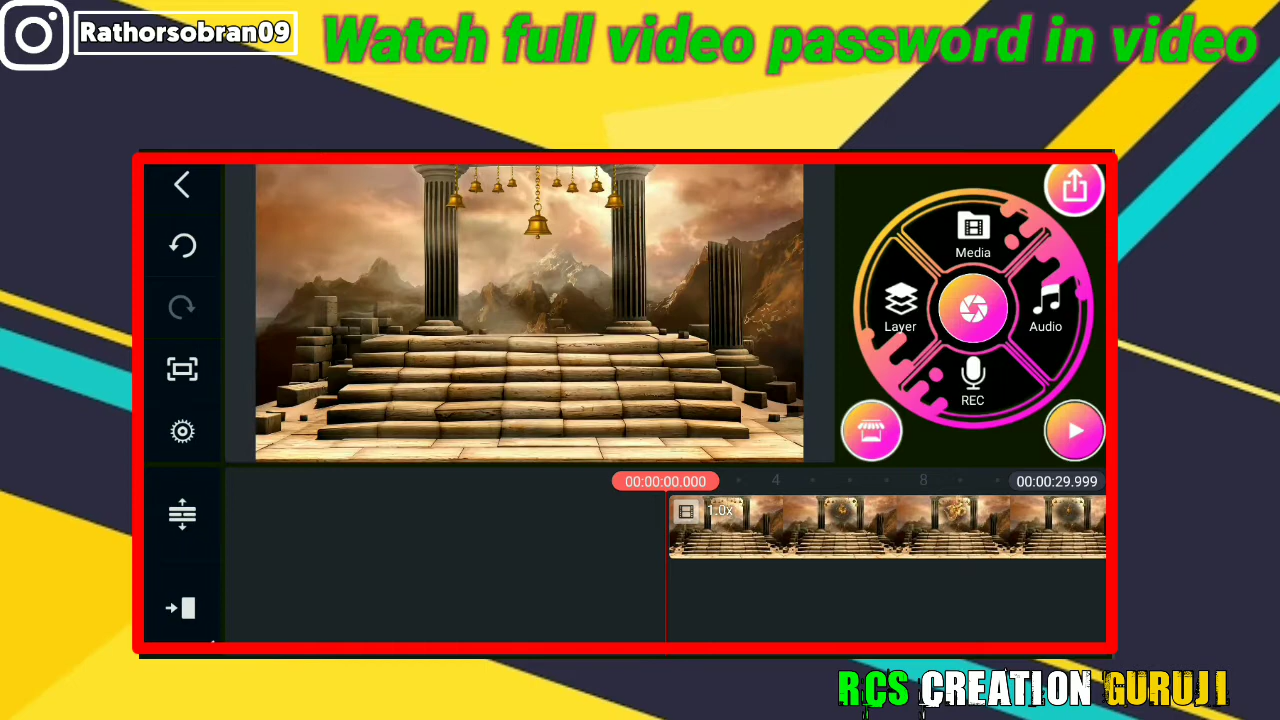 Rathorsobran09
Watch full video password in video
Media
Layer
Audio
REC
00:00:00.000
4
8
00:00:29.999
1.0x
RCS CREATION GURUJI